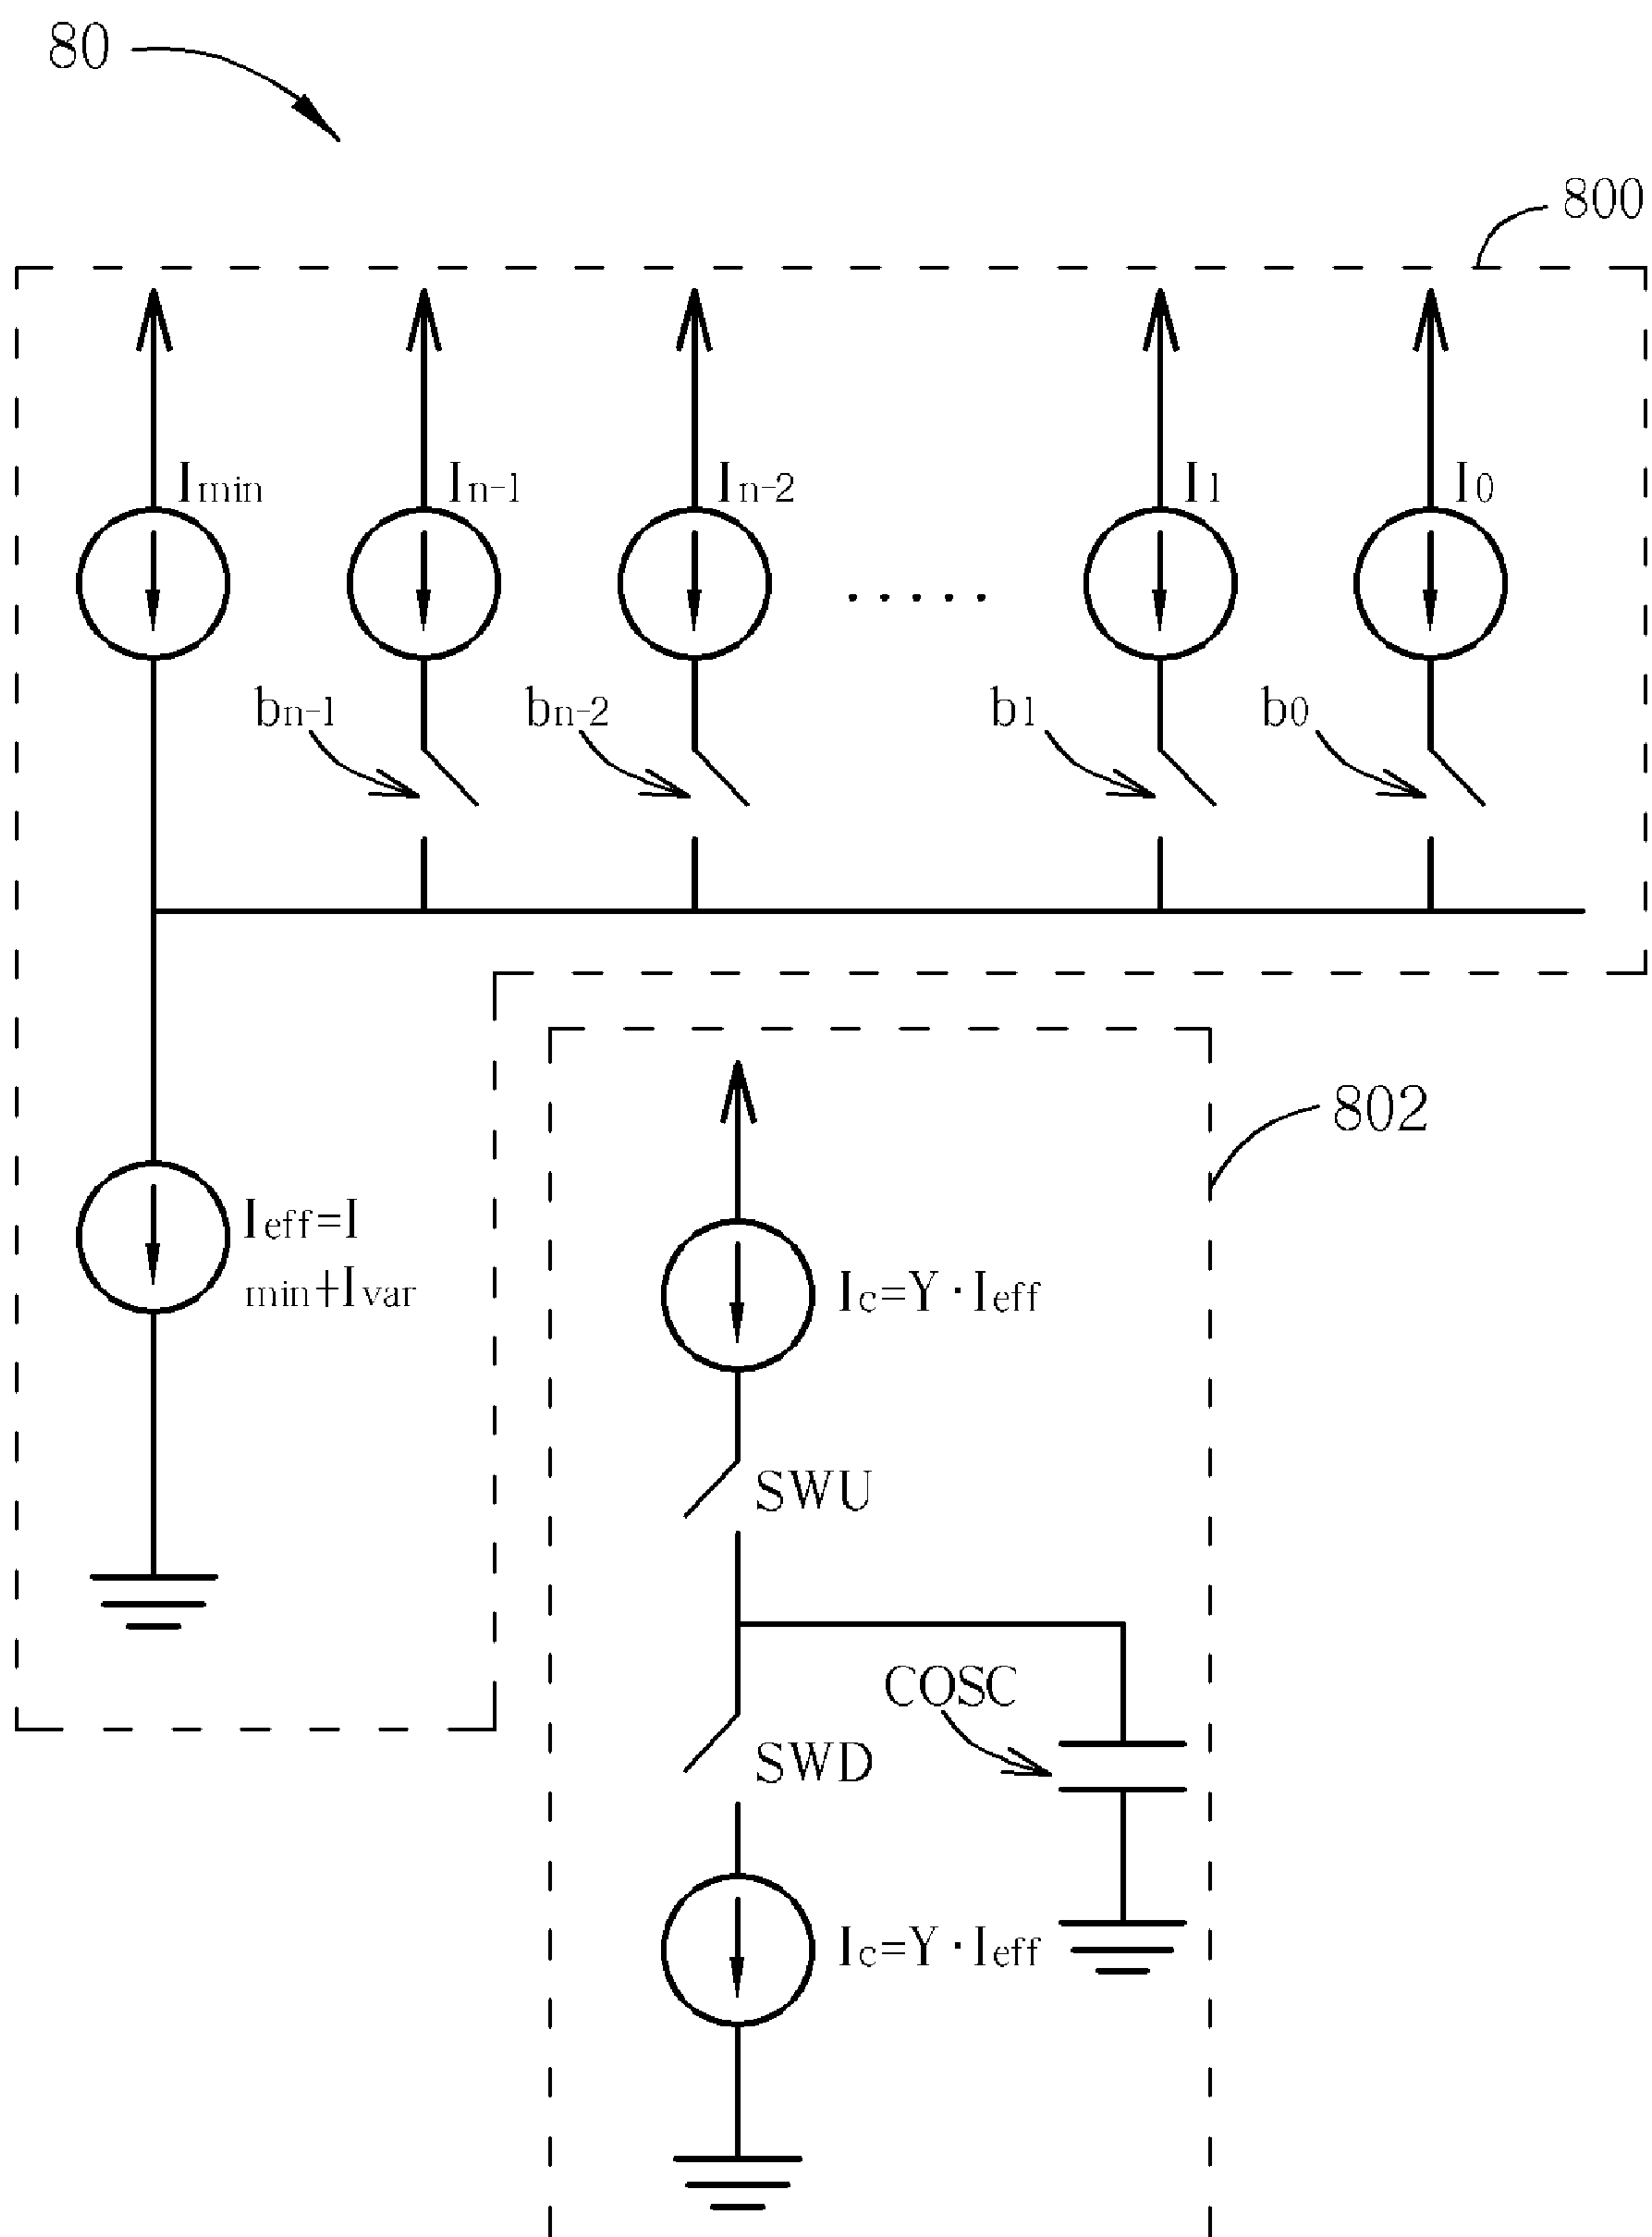 80
800
Imin
In-1
In-2
I1
I0
.....
bn-1
bn-2
b1
b0
802
Ieff=I
min+Ivar
Ic=Y·Ieff
SWU
COSC
SWD
Ic=Y·Ieff